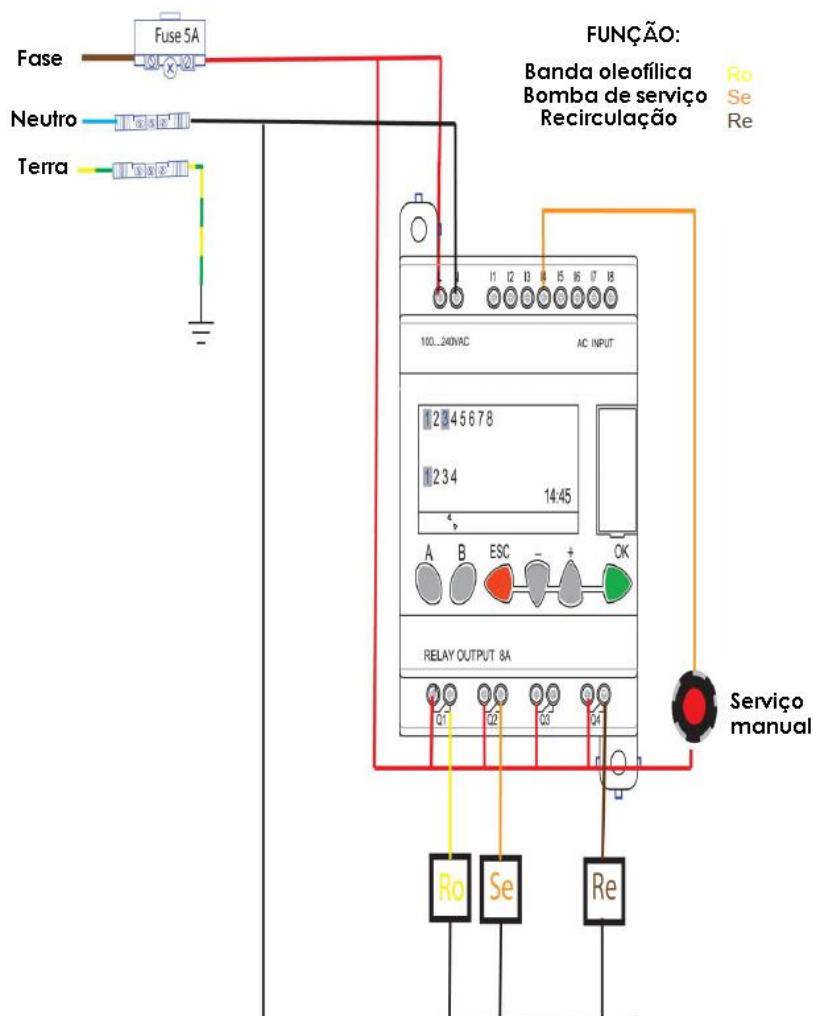 Fuse 5A
FUNÇÃO:
Fase
Banda oleofílica Ro
Bomba de serviço Se
Recirculação Re
Neutro
Terra
L N I1 I2 I3 I4 I5 I6 I7 I8
100....240VAC AC INPUT
12345678
1234
14:45
A B ESC – + OK
RELAY OUTPUT 8A
Q1 Q2 Q3 Q4
Serviço
manual
Ro Se Re